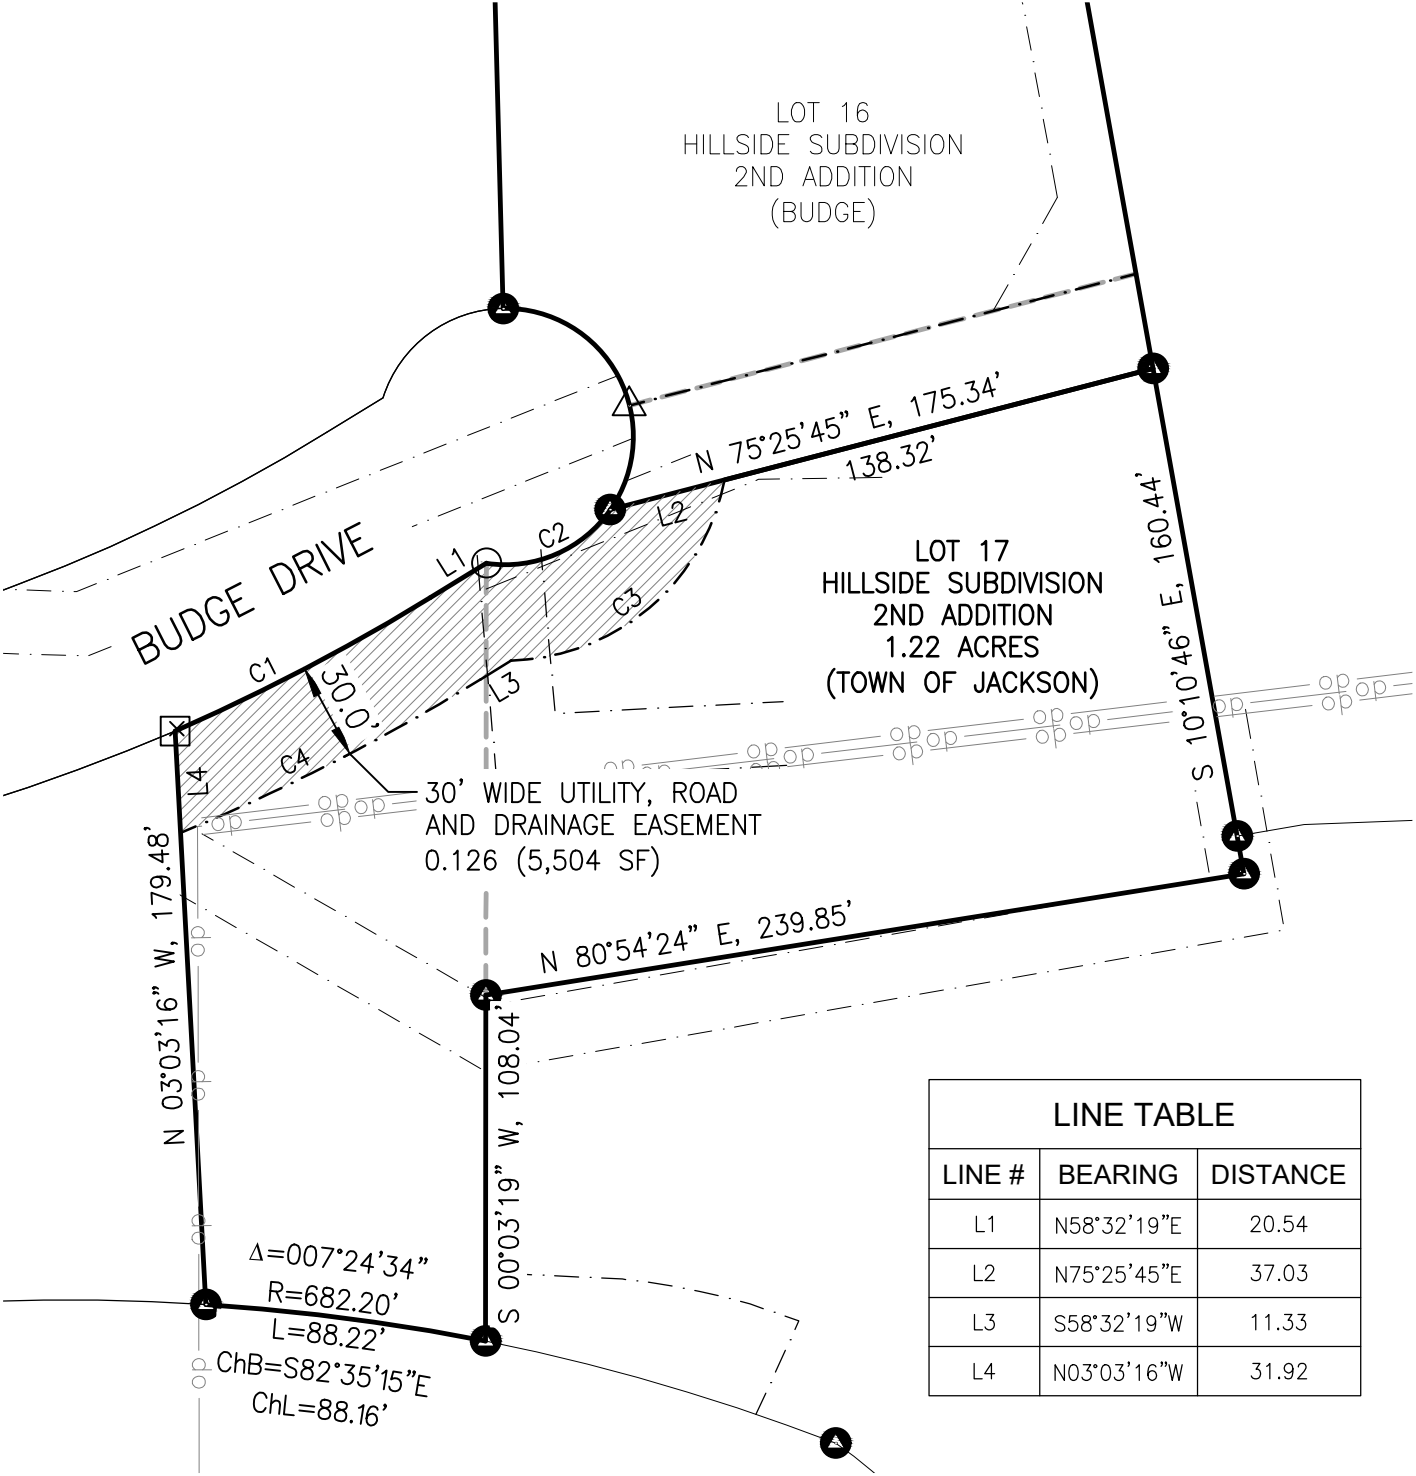 LOT 16
HILLSIDE SUBDIVISION
2ND ADDITION
(BUDGE)
N 75°25'45" E, 175.34'
138.32'
L2
C2
L1
BUDGE DRIVE
C1
C3
L3
30.0'
C4
L4
S 10°10'46" E, 160.44'
LOT 17
HILLSIDE SUBDIVISION
2ND ADDITION
1.22 ACRES
(TOWN OF JACKSON)
30' WIDE UTILITY, ROAD
AND DRAINAGE EASEMENT
0.126 (5,504 SF)
N 80°54'24" E, 239.85'
N 03°03'16" W, 179.48'
S 00°03'19" W, 108.04'
Δ=007°24'34"
R=682.20'
L=88.22'
ChB=S82°35'15"E
ChL=88.16'
LINE TABLE
LINE # BEARING DISTANCE
L1 N58°32'19"E 20.54
L2 N75°25'45"E 37.03
L3 S58°32'19"W 11.33
L4 N03°03'16"W 31.92